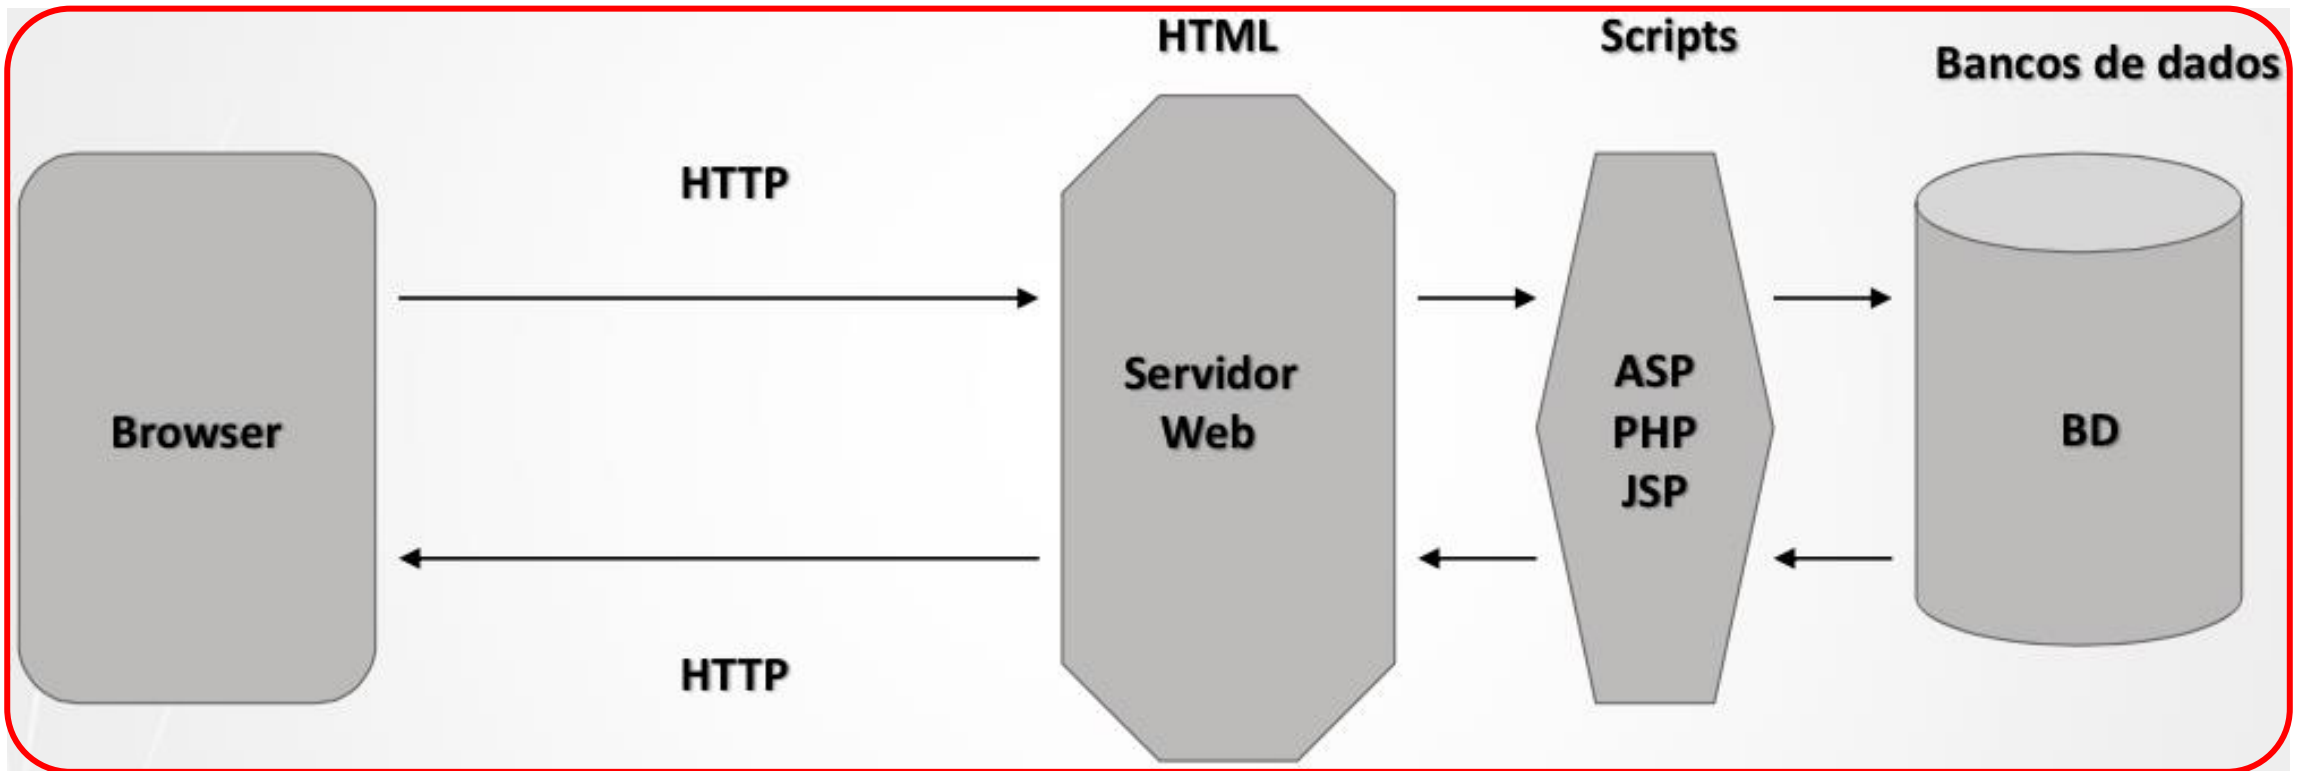 HTML
Scripts
Bancos de dados
HTTP
Browser
Servidor
Web
ASP
PHP
JSP
BD
HTTP